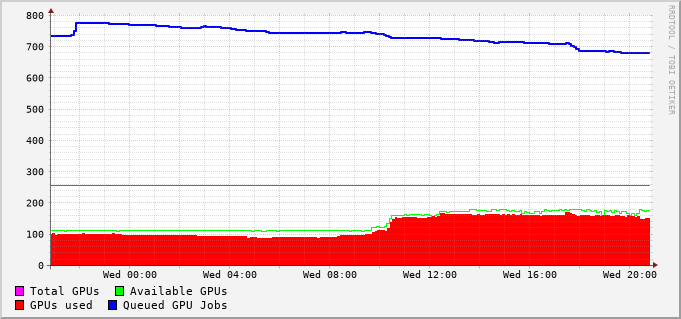 800
700
600
500
400
300
200
100
0
Wed 00:00 Wed 04:00 Wed 08:00 Wed 12:00 Wed 16:00 Wed 20:00
Total GPUs Available GPUs
GPUs used Queued GPU Jobs
RRDTOOL / TOBI OETIKER